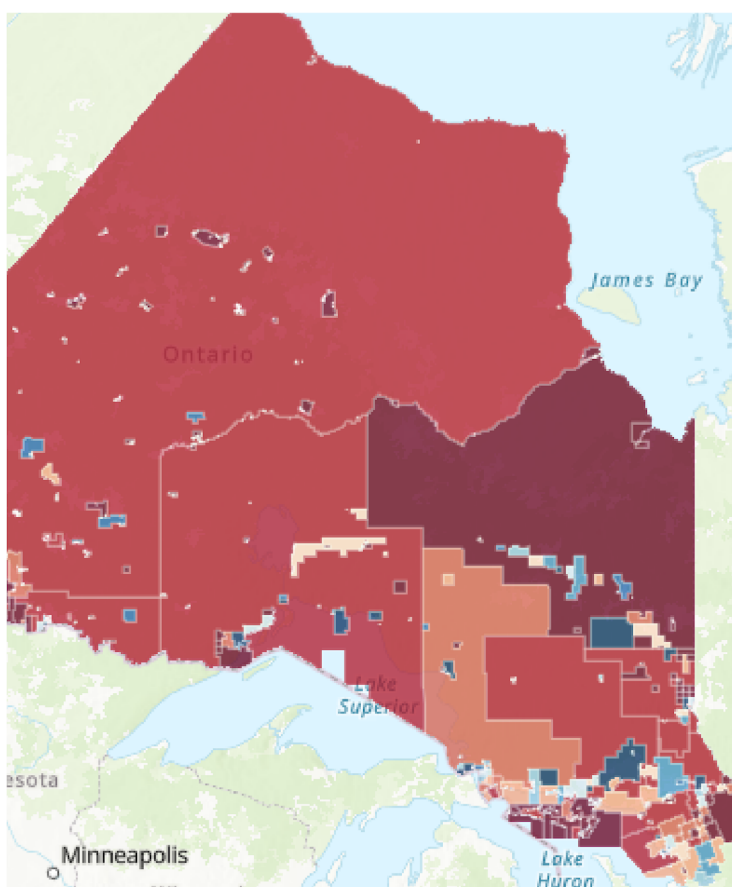 James Bay
Ontario
Lake
Superior
esota
Minneapolis
Lake
Huron